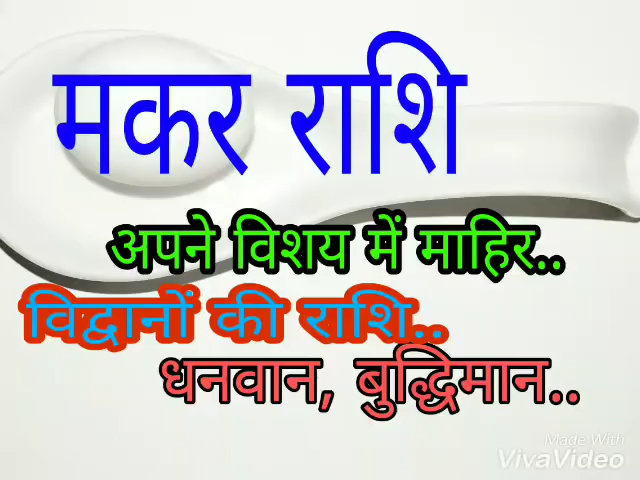 मकर राशि
अपने विशय में माहिर..
विद्वानों की राशि..
धनवान, बुद्धिमान..
Made With
VivaVideo